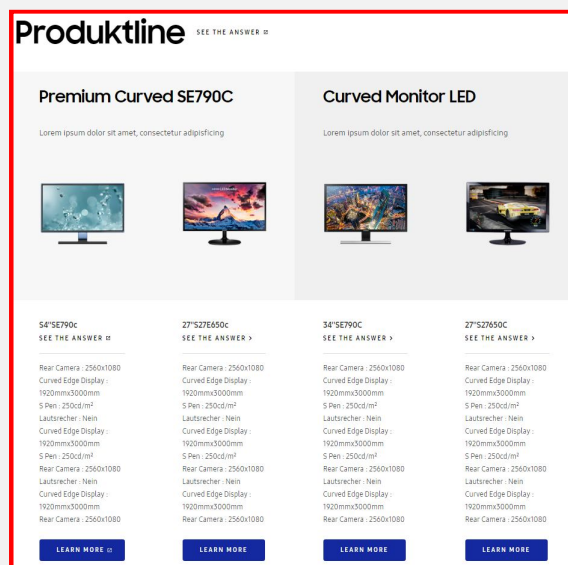 Produktline SEE THE ANSWER
Premium Curved SE790C
Lorem ipsum dolor sit amet, consectetur adipisficing
Curved Monitor LED
Lorem ipsum dolor sit amet, consectetur adipisficing
S4"SE790c
SEE THE ANSWER
Rear Camera : 2560x1080
Curved Edge Display :
1920mmx3000mm
S Pen : 250cd/m²
Lautsrecher : Nein
Curved Edge Display :
1920mmx3000mm
S Pen : 250cd/m²
Rear Camera : 2560x1080
Lautsrecher : Nein
Curved Edge Display :
1920mmx3000mm
Rear Camera : 2560x1080
LEARN MORE
27"S27E650c
SEE THE ANSWER >
Rear Camera : 2560x1080
Curved Edge Display :
1920mmx3000mm
S Pen : 250cd/m²
Lautsrecher : Nein
Curved Edge Display :
1920mmx3000mm
S Pen : 250cd/m²
Rear Camera : 2560x1080
Lautsrecher : Nein
Curved Edge Display :
1920mmx3000mm
Rear Camera : 2560x1080
LEARN MORE
34"SE790C
SEE THE ANSWER >
Rear Camera : 2560x1080
Curved Edge Display :
1920mmx3000mm
S Pen : 250cd/m²
Lautsrecher : Nein
Curved Edge Display :
1920mmx3000mm
S Pen : 250cd/m²
Rear Camera : 2560x1080
Lautsrecher : Nein
Curved Edge Display :
1920mmx3000mm
Rear Camera : 2560x1080
LEARN MORE
27"S27650C
SEE THE ANSWER >
Rear Camera : 2560x1080
Curved Edge Display :
1920mmx3000mm
S Pen : 250cd/m²
Lautsrecher : Nein
Curved Edge Display :
1920mmx3000mm
S Pen : 250cd/m²
Rear Camera : 2560x1080
Lautsrecher : Nein
Curved Edge Display :
1920mmx3000mm
Rear Camera : 2560x1080
LEARN MORE